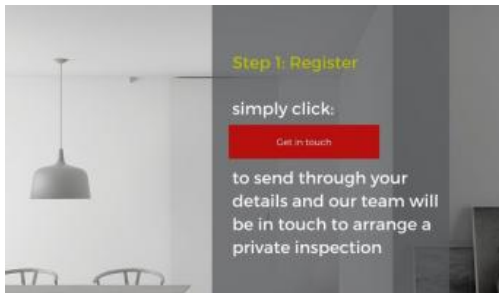 Step 1: Register
simply click:
Get in touch
to send through your
details and our team will
be in touch to arrange a
private inspection